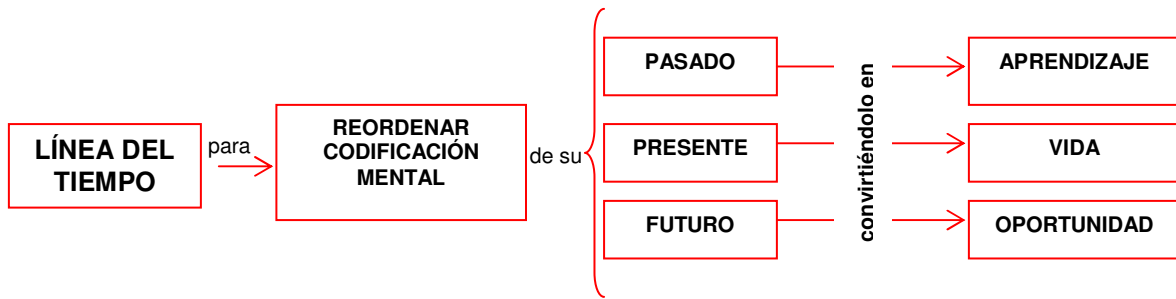 LÍNEA DEL
TIEMPO
para
REORDENAR
CODIFICACIÓN
MENTAL
de su
PASADO
PRESENTE
FUTURO
convirtiéndolo en
APRENDIZAJE
VIDA
OPORTUNIDAD